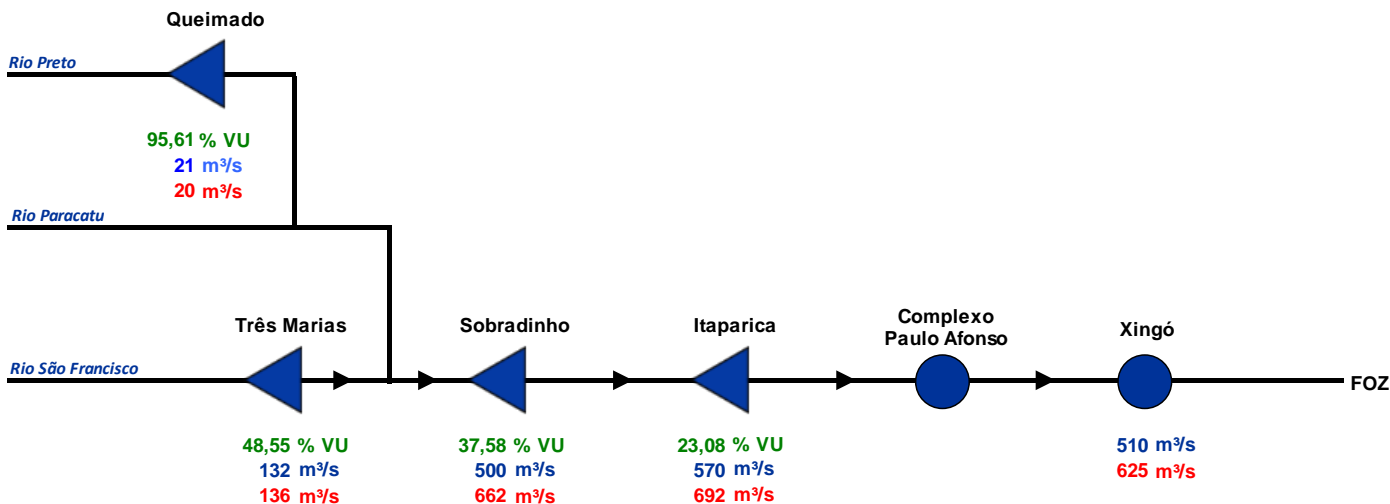 Queimado
Rio Preto
95,61 % VU
21 m³/s
20 m³/s
Rio Paracatu
Três Marias
Sobradinho
Itaparica
Complexo
Paulo Afonso
Xingó
Rio São Francisco
FOZ
48,55 % VU
132 m³/s
136 m³/s
37,58 % VU
500 m³/s
662 m³/s
23,08 % VU
570 m³/s
692 m³/s
510 m³/s
625 m³/s